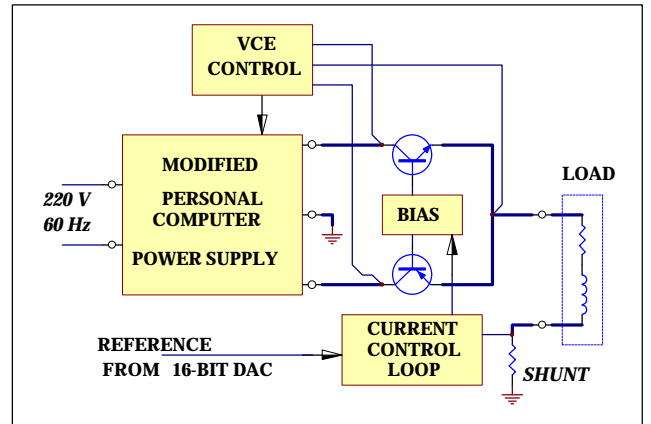 VCE
CONTROL
MODIFIED
PERSONAL
COMPUTER
POWER SUPPLY
220 V
60 Hz
BIAS
LOAD
CURRENT
CONTROL
LOOP
REFERENCE
FROM 16-BIT DAC
SHUNT